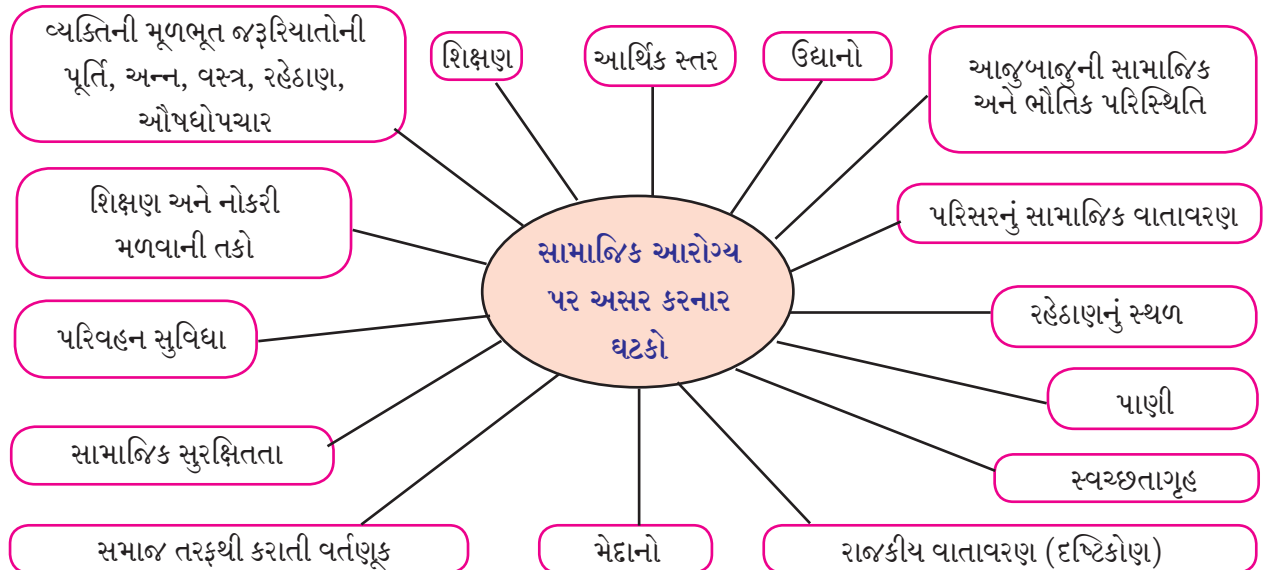 વ્યક્તિની મૂળભૂત જરૂરિયાતોની
પૂર્તિ, અન્ન, વસ્ત્ર, રહેઠાણ,
ઔષધોપચાર
શિક્ષણ
આર્થિક સ્તર
ઉદ્યાનો
આજુબાજુની સામાજિક
અને ભૌતિક પરિસ્થિતિ
શિક્ષણ અને નોકરી
મળવાની તકો
પરિસરનું સામાજિક વાતાવરણ
સામાજિક આરોગ્ય
પર અસર કરનાર
ઘટકો
પરિવહન સુવિધા
રહેઠાણનું સ્થળ
પાણી
સામાજિક સુરક્ષિતતા
સ્વચ્છતાગૃહ
સમાજ તરફથી કરાતી વર્તણૂક
મેદાનો
રાજકીય વાતાવરણ (દૃષ્ટિકોણ)